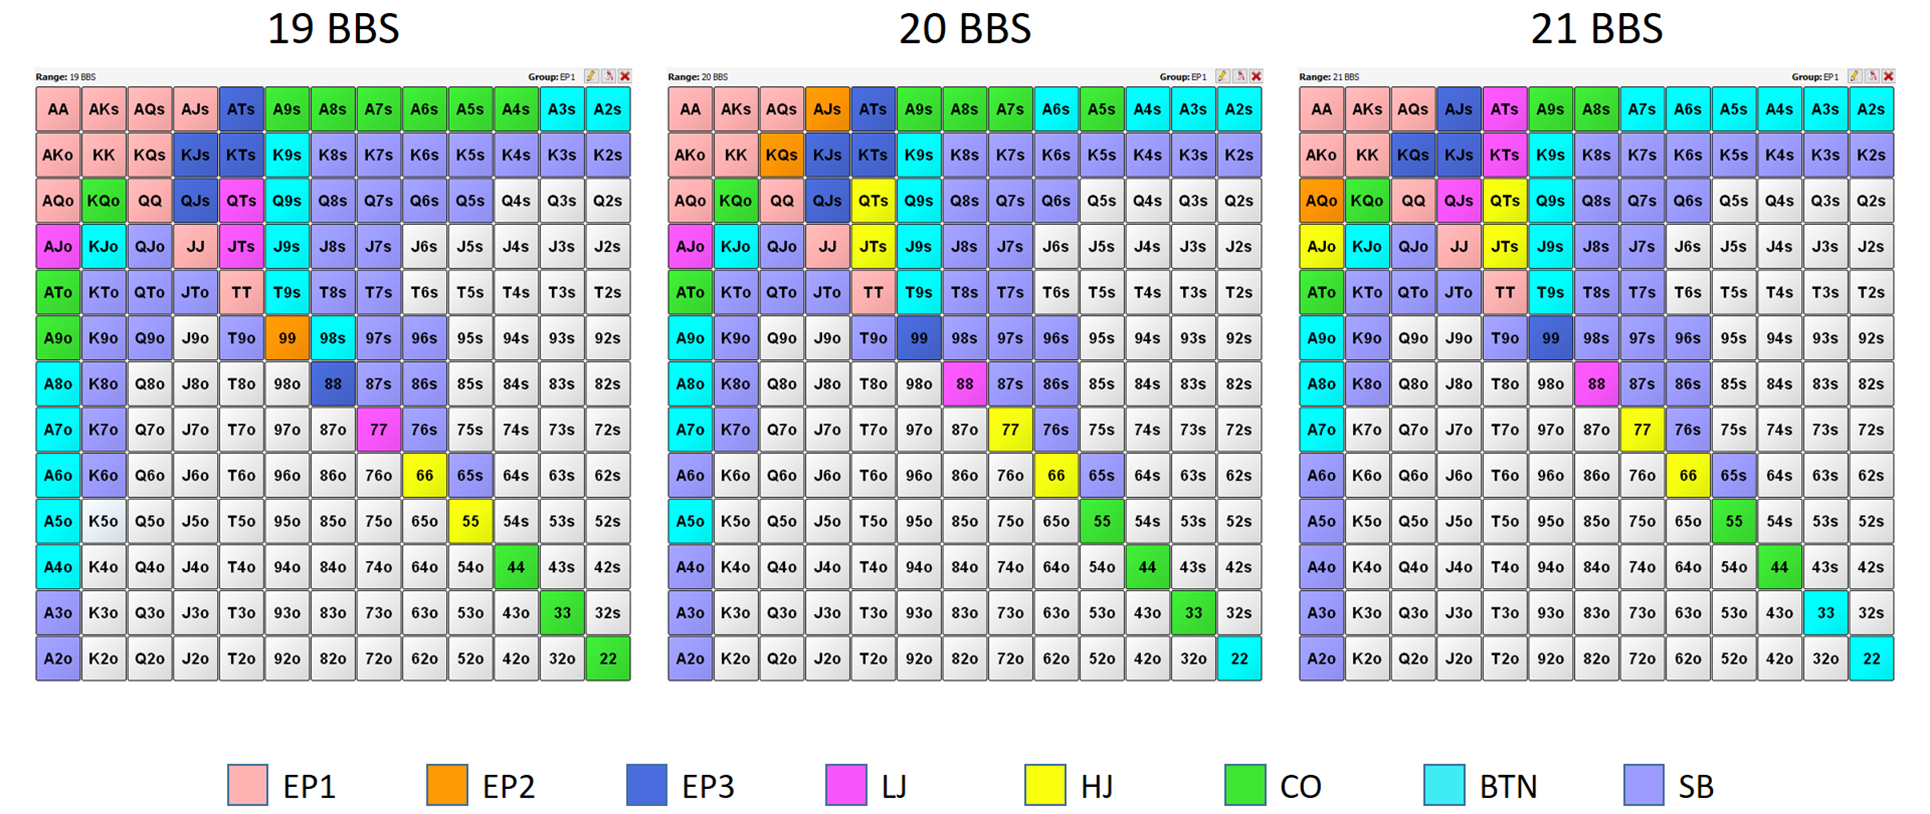 19 BBS 20 BBS 21 BBS
Range: 19 BBS Group: EP1 Range: 20 BBS Group: EP1 Range: 21 BBS Group: EP1
AA AKs AQs AJs ATs A9s A8s A7s A6s A5s A4s A3s A2s AA AKs AQs AJs ATs A9s A8s A7s A6s A5s A4s A3s A2s AA AKs AQs AJs ATs A9s A8s A7s A6s A5s A4s A3s A2s
AKo KK KQs KJs KTs K9s K8s K7s K6s K5s K4s K3s K2s AKo KK KQs KJs KTs K9s K8s K7s K6s K5s K4s K3s K2s AKo KK KQs KJs KTs K9s K8s K7s K6s K5s K4s K3s K2s
AQo KQo QQ QJs QTs Q9s Q8s Q7s Q6s Q5s Q4s Q3s Q2s AQo KQo QQ QJs QTs Q9s Q8s Q7s Q6s Q5s Q4s Q3s Q2s AQo KQo QQ QJs QTs Q9s Q8s Q7s Q6s Q5s Q4s Q3s Q2s
AJo KJo QJo JJ JTs J9s J8s J7s J6s J5s J4s J3s J2s AJo KJo QJo JJ JTs J9s J8s J7s J6s J5s J4s J3s J2s AJo KJo QJo JJ JTs J9s J8s J7s J6s J5s J4s J3s J2s
ATo KTo QTo JTo TT T9s T8s T7s T6s T5s T4s T3s T2s ATo KTo QTo JTo TT T9s T8s T7s T6s T5s T4s T3s T2s ATo KTo QTo JTo TT T9s T8s T7s T6s T5s T4s T3s T2s
A9o K9o Q9o J9o T9o 99 98s 97s 96s 95s 94s 93s 92s A9o K9o Q9o J9o T9o 99 98s 97s 96s 95s 94s 93s 92s A9o K9o Q9o J9o T9o 99 98s 97s 96s 95s 94s 93s 92s
A8o K8o Q8o J8o T8o 98o 88 87s 86s 85s 84s 83s 82s A8o K8o Q8o J8o T8o 98o 88 87s 86s 85s 84s 83s 82s A8o K8o Q8o J8o T8o 98o 88 87s 86s 85s 84s 83s 82s
A7o K7o Q7o J7o T7o 97o 87o 77 76s 75s 74s 73s 72s A7o K7o Q7o J7o T7o 97o 87o 77 76s 75s 74s 73s 72s A7o K7o Q7o J7o T7o 97o 87o 77 76s 75s 74s 73s 72s
A6o K6o Q6o J6o T6o 96o 86o 76o 66 65s 64s 63s 62s A6o K6o Q6o J6o T6o 96o 86o 76o 66 65s 64s 63s 62s A6o K6o Q6o J6o T6o 96o 86o 76o 66 65s 64s 63s 62s
A5o K5o Q5o J5o T5o 95o 85o 75o 65o 55 54s 53s 52s A5o K5o Q5o J5o T5o 95o 85o 75o 65o 55 54s 53s 52s A5o K5o Q5o J5o T5o 95o 85o 75o 65o 55 54s 53s 52s
A4o K4o Q4o J4o T4o 94o 84o 74o 64o 54o 44 43s 42s A4o K4o Q4o J4o T4o 94o 84o 74o 64o 54o 44 43s 42s A4o K4o Q4o J4o T4o 94o 84o 74o 64o 54o 44 43s 42s
A3o K3o Q3o J3o T3o 93o 83o 73o 63o 53o 43o 33 32s A3o K3o Q3o J3o T3o 93o 83o 73o 63o 53o 43o 33 32s A3o K3o Q3o J3o T3o 93o 83o 73o 63o 53o 43o 33 32s
A2o K2o Q2o J2o T2o 92o 82o 72o 62o 52o 42o 32o 22 A2o K2o Q2o J2o T2o 92o 82o 72o 62o 52o 42o 32o 22 A2o K2o Q2o J2o T2o 92o 82o 72o 62o 52o 42o 32o 22
EP1 EP2 EP3 LJ HJ CO BTN SB